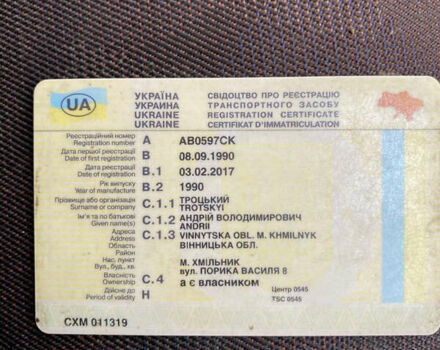 UA
УКРАЇНА СВІДОЦТВО ПРО РЕЄСТРАЦІЮ
УКРАИНА ТРАНСПОРТНОГО ЗАСОБУ
UKRAINE REGISTRATION CERTIFICATE
UKRAINE CERTIFIKAT D'IMMATRICULATION
Реєстраційний номер
Registration number A AB0597CK
Дата першої реєстрації
Date of first registration B 08.09.1990
Дата реєстрації
Date of registration B.1 03.02.2017
Рік випуску
Year of manufacture B.2 1990
Прізвище або організація ТРОЦЬКИЙ
Surname or company C.1.1 TROTSKYI
Ім'я та по батькові АНДРІЙ ВОЛОДИМИРОВИЧ
Given name(s) C.1.2 ANDRII
Адреса
Address C.1.3 VINNYTSKA OBL. M. KHMILNYK
Область ВІННИЦЬКА ОБЛ.
Район
Нас. пункт М. ХМІЛЬНИК
Вул., буд., кв. вул. ПОРИКА ВАСИЛЯ 8
Власність
Ownership C.4 a є власником Центр 0545
Дійсне до
Period of validity H TSC 0545
СХМ 011319